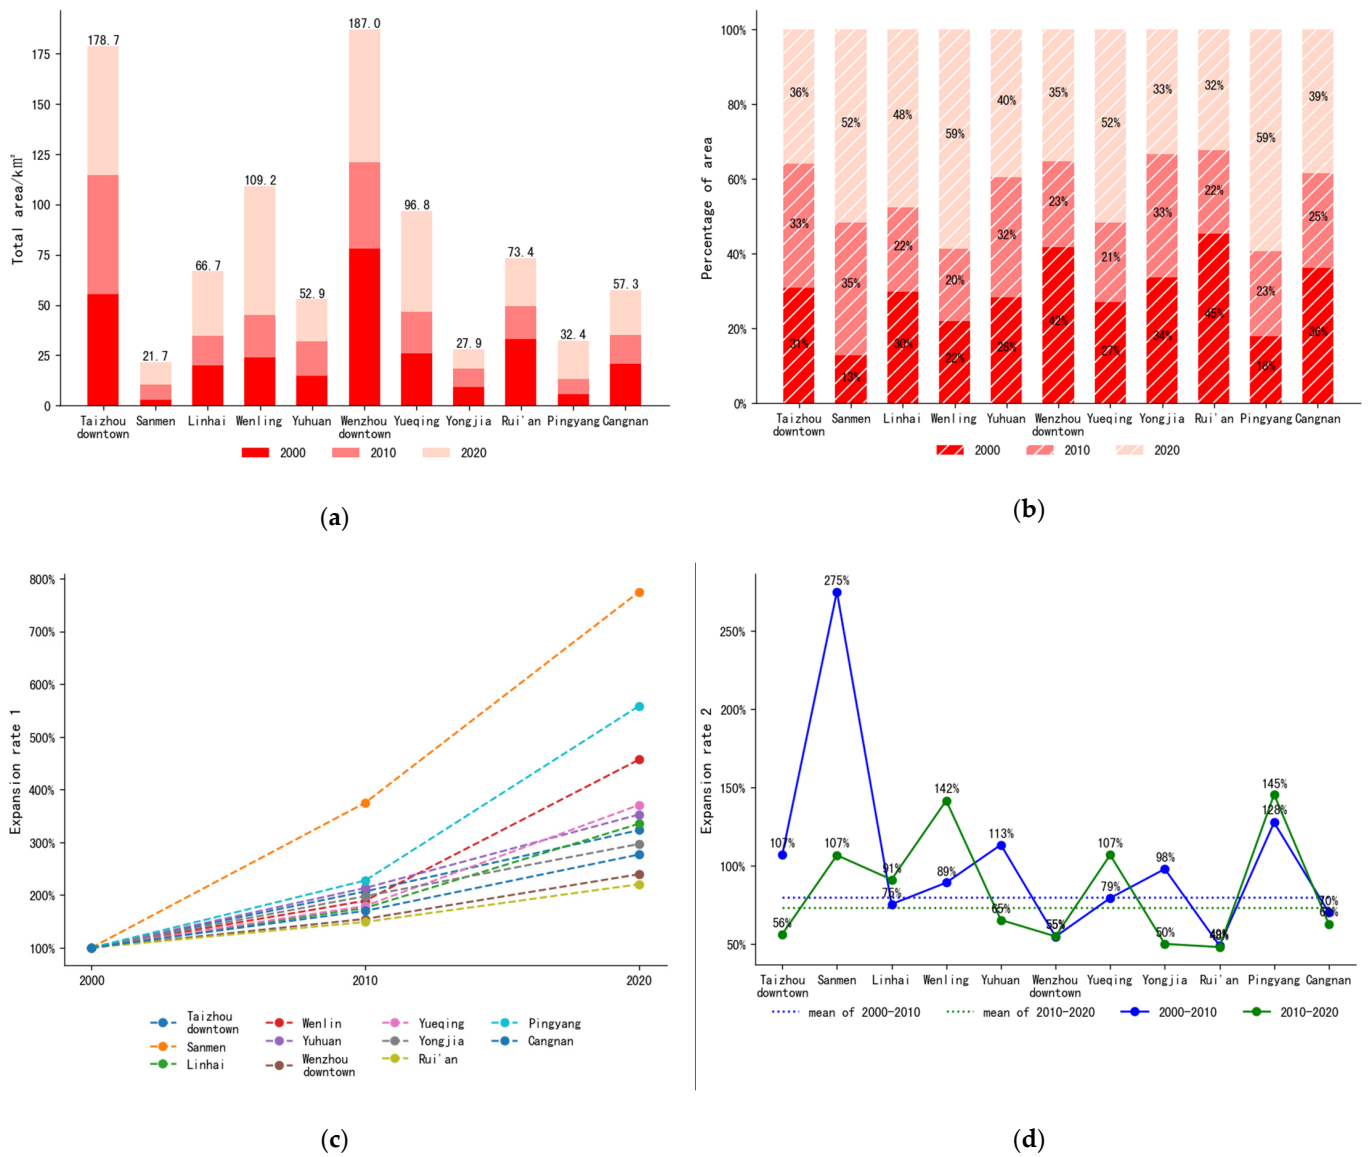 178.7
187.0
175
150
125
100
75
50
25
0
Total area/k㎡
109.2
96.8
66.7
73.4
52.9
57.3
21.7
27.9
32.4
Taizhou downtown Sanmen Linhai Wenling Yuhuan Wenzhou downtown Yueqing Yongjia Rui'an Pingyang Cangnan
2000 2010 2020
(a)
100%
80%
60%
40%
20%
0%
Percentage of area
36% 52% 48% 59% 40% 35% 52% 33% 32% 59% 39%
33% 35% 22% 20% 32% 23% 21% 33% 22% 23% 25%
31% 13% 30% 22% 28% 42% 27% 34% 45% 18% 36%
Taizhou downtown Sanmen Linhai Wenling Yuhuan Wenzhou downtown Yueqing Yongjia Rui'an Pingyang Cangnan
2000 2010 2020
(b)
800%
700%
600%
500%
400%
300%
200%
100%
Expansion rate 1
2000 2010 2020
Taizhou downtown
Sanmen
Linhai
Wenlin
Yuhuan
Wenzhou downtown
Yueqing
Yongjia
Rui'an
Pingyang
Cangnan
(c)
250%
200%
150%
100%
50%
Expansion rate 2
107% 275% 75% 89% 113% 55% 79% 98% 128% 70%
56% 107% 91% 142% 65% 107% 50% 48% 145%
Taizhou downtown Sanmen Linhai Wenling Yuhuan Wenzhou downtown Yueqing Yongjia Rui'an Pingyang Cangnan
mean of 2000-2010 mean of 2010-2020 2000-2010 2010-2020
(d)